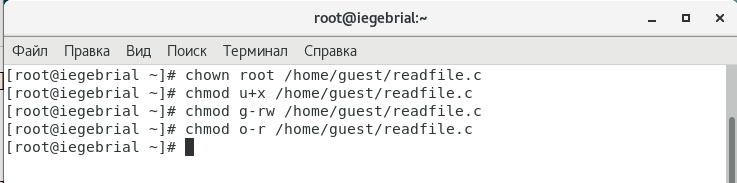 root@iegebrial:~
Файл Правка Вид Поиск Терминал Справка
[root@iegebrial ~]# chown root /home/guest/readfile.c
[root@iegebrial ~]# chmod u+x /home/guest/readfile.c
[root@iegebrial ~]# chmod g-rw /home/guest/readfile.c
[root@iegebrial ~]# chmod o-r /home/guest/readfile.c
[root@iegebrial ~]#